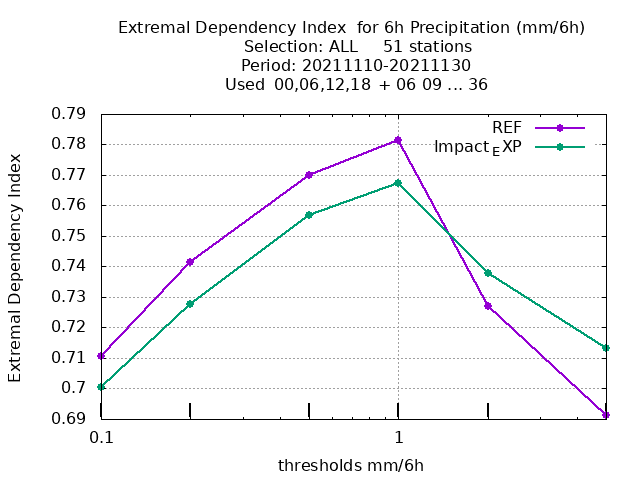 Extremal Dependency Index  for 6h Precipitation (mm/6h)
Selection: ALL     51 stations
Period: 20211110-20211130
Used  00,06,12,18  + 06 09 ... 36
0.79
0.78
0.77
0.76
0.75
0.74
0.73
0.72
0.71
0.7
0.69
Extremal Dependency Index
REF
Impact_EXP
0.1
1
thresholds mm/6h